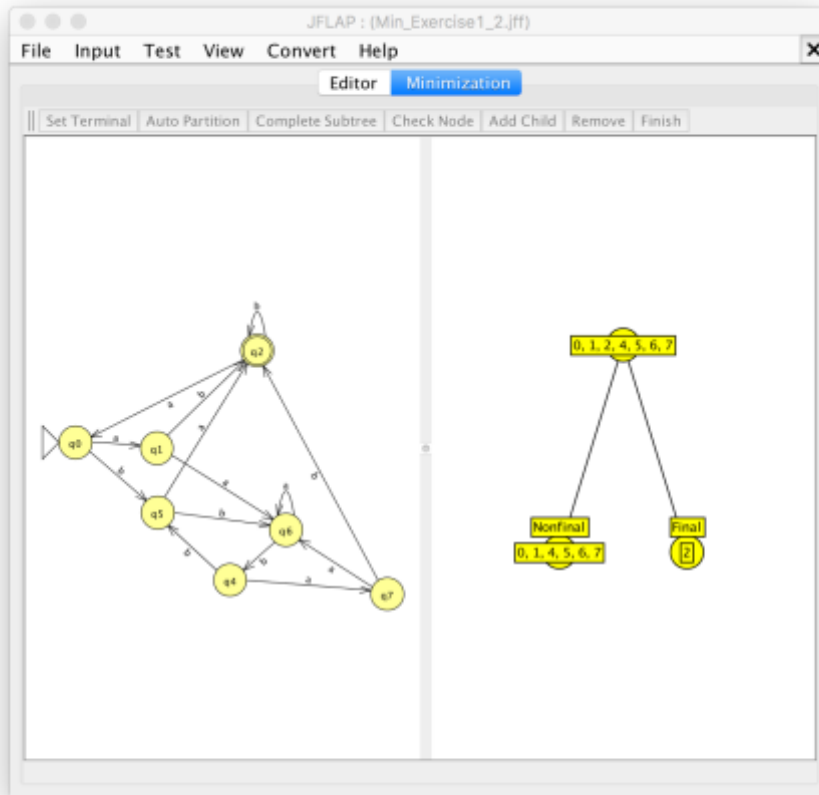 JFLAP : (Min_Exercise1_2.jff)
File Input Test View Convert Help
Editor Minimization
Set Terminal Auto Partition Complete Subtree Check Node Add Child Remove Finish
b
q2
a
b
a
q0
a
q1
b
a
b
q5
b
a
q6
b
b
a
q4
a
q7
0, 1, 2, 4, 5, 6, 7
Nonfinal
Final
0, 1, 4, 5, 6, 7
2